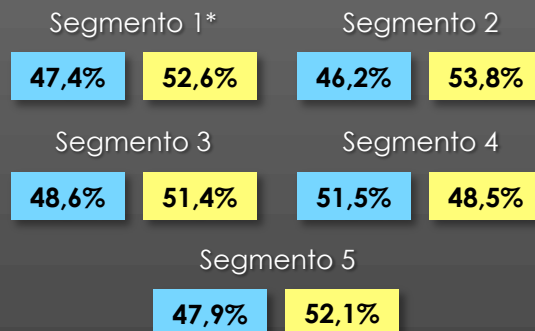 Segmento 1* Segmento 2
47,4% 52,6% 46,2% 53,8%
Segmento 3 Segmento 4
48,6% 51,4% 51,5% 48,5%
Segmento 5
47,9% 52,1%